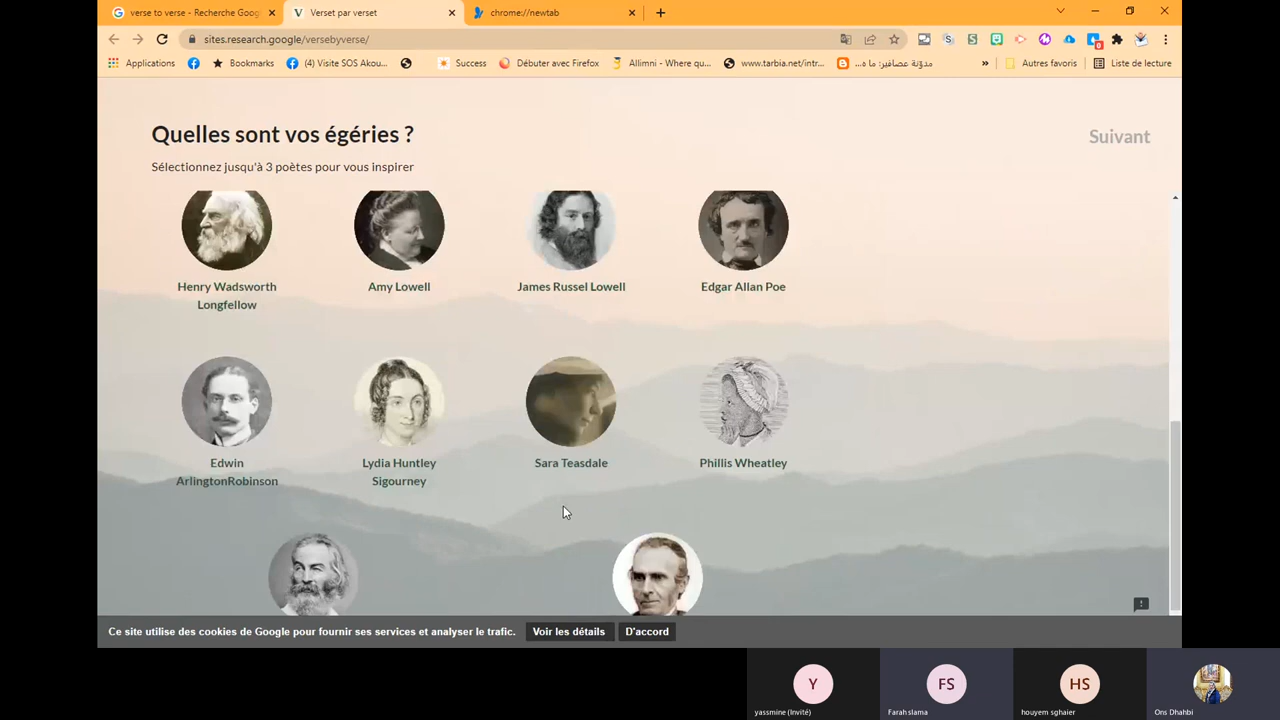 verse to verse - Recherche Goog
Verset par verset
chrome://newtab
sites.research.google/versebyverse/
Applications
Bookmarks
(4) Visite SOS Akou...
Success
Débuter avec Firefox
Allimni - Where qu...
www.tarbia.net/intr...
مدوّنة عصافير: ما ه...
»
Autres favoris
Liste de lecture
Quelles sont vos égéries ?
Suivant
Sélectionnez jusqu'à 3 poètes pour vous inspirer
Henry Wadsworth
Longfellow
Amy Lowell
James Russel Lowell
Edgar Allan Poe
Edwin
ArlingtonRobinson
Lydia Huntley
Sigourney
Sara Teasdale
Phillis Wheatley
Ce site utilise des cookies de Google pour fournir ses services et analyser le trafic.
Voir les détails
D'accord
Y
FS
HS
yassmine (Invité)
Farah slama
houyem sghaier
Ons Dhahbi